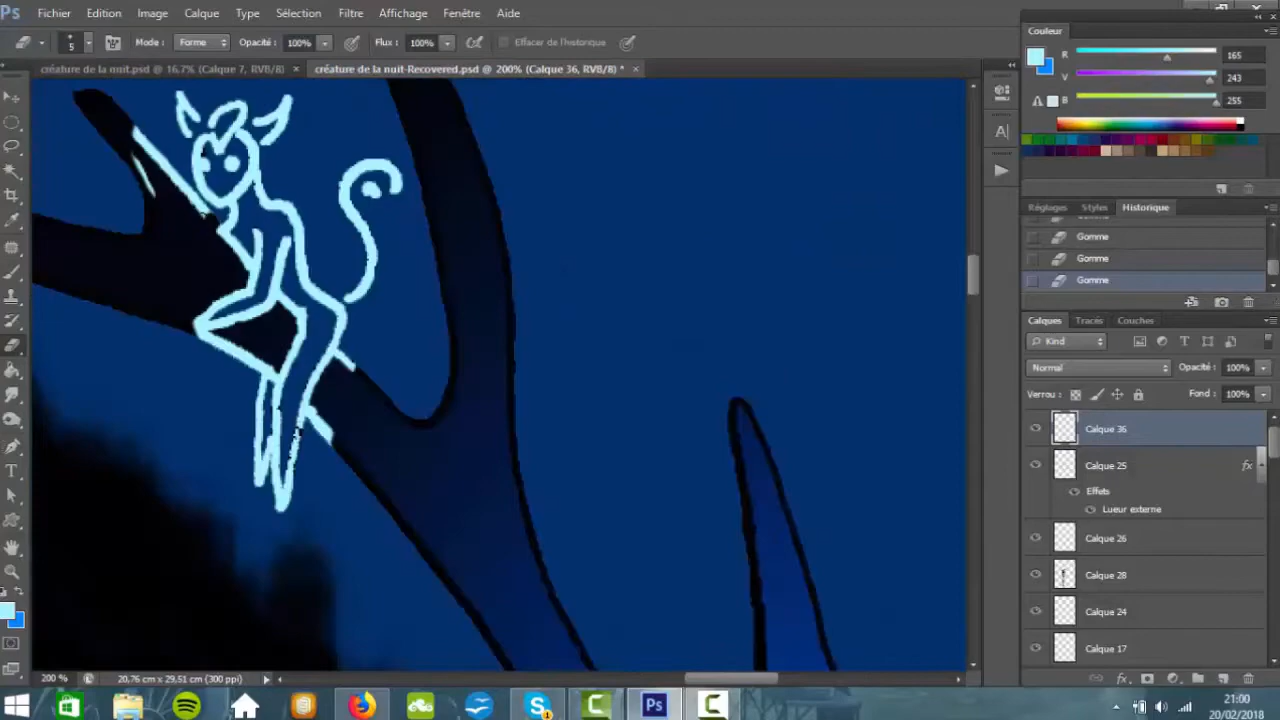 Ps Fichier Edition Image Calque Type Sélection Filtre Affichage Fenêtre Aide
5 Mode : Forme Opacité : 100% Flux : 100% Effacer de l'historique
créature de la nuit.psd @ 16.7% (Calque 7, RVB/8) × créature de la nuit-Recovered.psd @ 200% (Calque 36, RVB/8) * ×
Couleur
R 165
V 243
B 255
Réglages Styles Historique
Gomme
Gomme
Gomme
Calques Tracés Couches
Kind
Normal Opacité : 100%
Verrou : Fond : 100%
Calque 36
Calque 25 fx
Effets
Lueur externe
Calque 26
Calque 28
Calque 24
Calque 17
200 % 20,76 cm x 29,51 cm (300 ppi)
21:00
20/02/2018